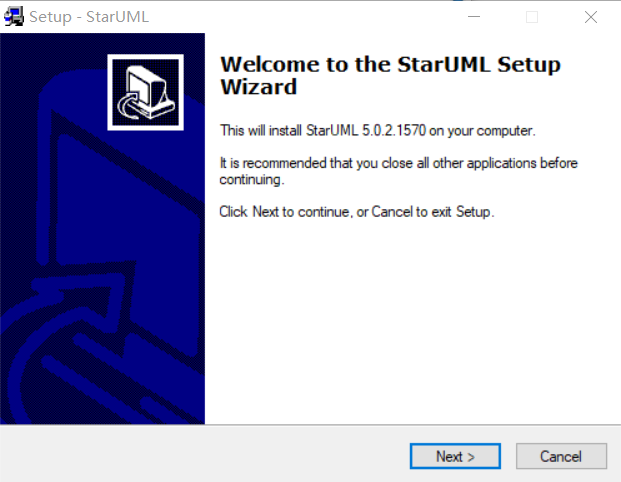 Setup - StarUML
Welcome to the StarUML Setup
Wizard
This will install StarUML 5.0.2.1570 on your computer.
It is recommended that you close all other applications before
continuing.
Click Next to continue, or Cancel to exit Setup.
Next >
Cancel